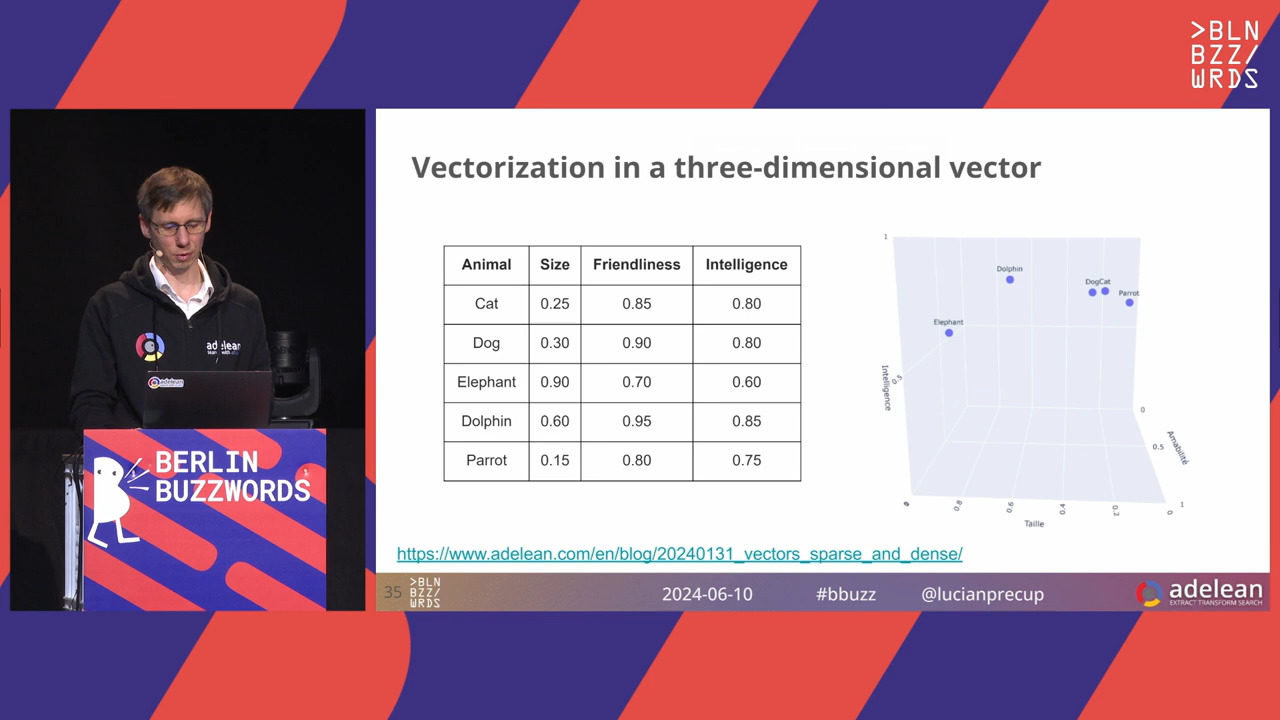 >BLN
BZZ/
WRDS
Vectorization in a three-dimensional vector
Animal Size Friendliness Intelligence
Cat 0.25 0.85 0.80
Dog 0.30 0.90 0.80
Elephant 0.90 0.70 0.60
Dolphin 0.60 0.95 0.85
Parrot 0.15 0.80 0.75
1
Dolphin
DogCat
Parrot
Elephant
Intelligence
0.5
0
0.5
1
Amabilité
0.8
0.6
0.4
0.2
0
Taille
https://www.adelean.com/en/blog/20240131_vectors_sparse_and_dense/
35
>BLN
BZZ/
WRDS
2024-06-10
#bbuzz
@lucianprecup
adelean
EXTRACT TRANSFORM SEARCH
adelean
adelean
BERLIN
BUZZWORDS